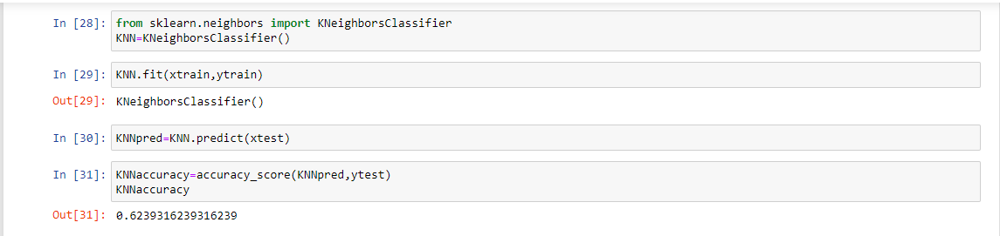 In [28]: from sklearn.neighbors import KNeighborsClassifier
KNN=KNeighborsClassifier()
In [29]: KNN.fit(xtrain,ytrain)
Out[29]: KNeighborsClassifier()
In [30]: KNNpred=KNN.predict(xtest)
In [31]: KNNaccuracy=accuracy_score(KNNpred,ytest)
KNNaccuracy
Out[31]: 0.6239316239316239